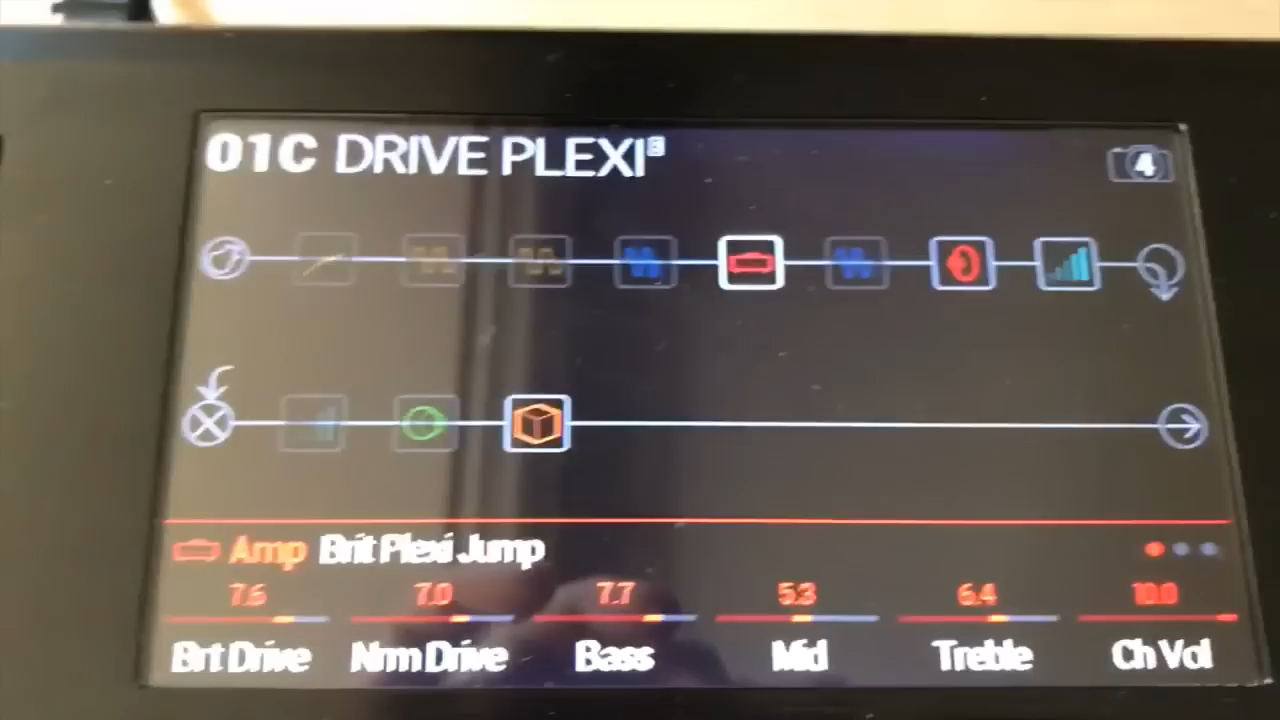 01C DRIVE PLEXI
4
Amp Brit Plexi Jump
7.6 7.0 7.7 5.3 6.4 10.0
Brt Drive Nrm Drive Bass Mid Treble Ch Vol